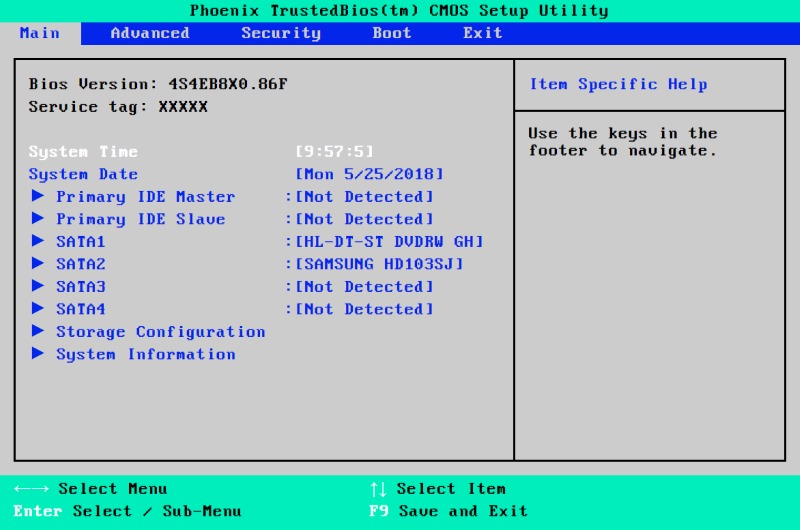 Phoenix TrustedBios(tm) CMOS Setup Utility
Main Advanced Security Boot Exit
Bios Version: 4S4EB8X0.86F
Service tag: XXXXX
System Time [9:57:5]
System Date [Mon 5/25/2018]
▶ Primary IDE Master :[Not Detected]
▶ Primary IDE Slave :[Not Detected]
▶ SATA1 :[HL-DT-ST DVDRW GH]
▶ SATA2 :[SAMSUNG HD103SJ]
▶ SATA3 :[Not Detected]
▶ SATA4 :[Not Detected]
▶ Storage Configuration
▶ System Information
Item Specific Help
Use the keys in the
footer to navigate.
←→ Select Menu ↑↓ Select Item
Enter Select / Sub-Menu F9 Save and Exit